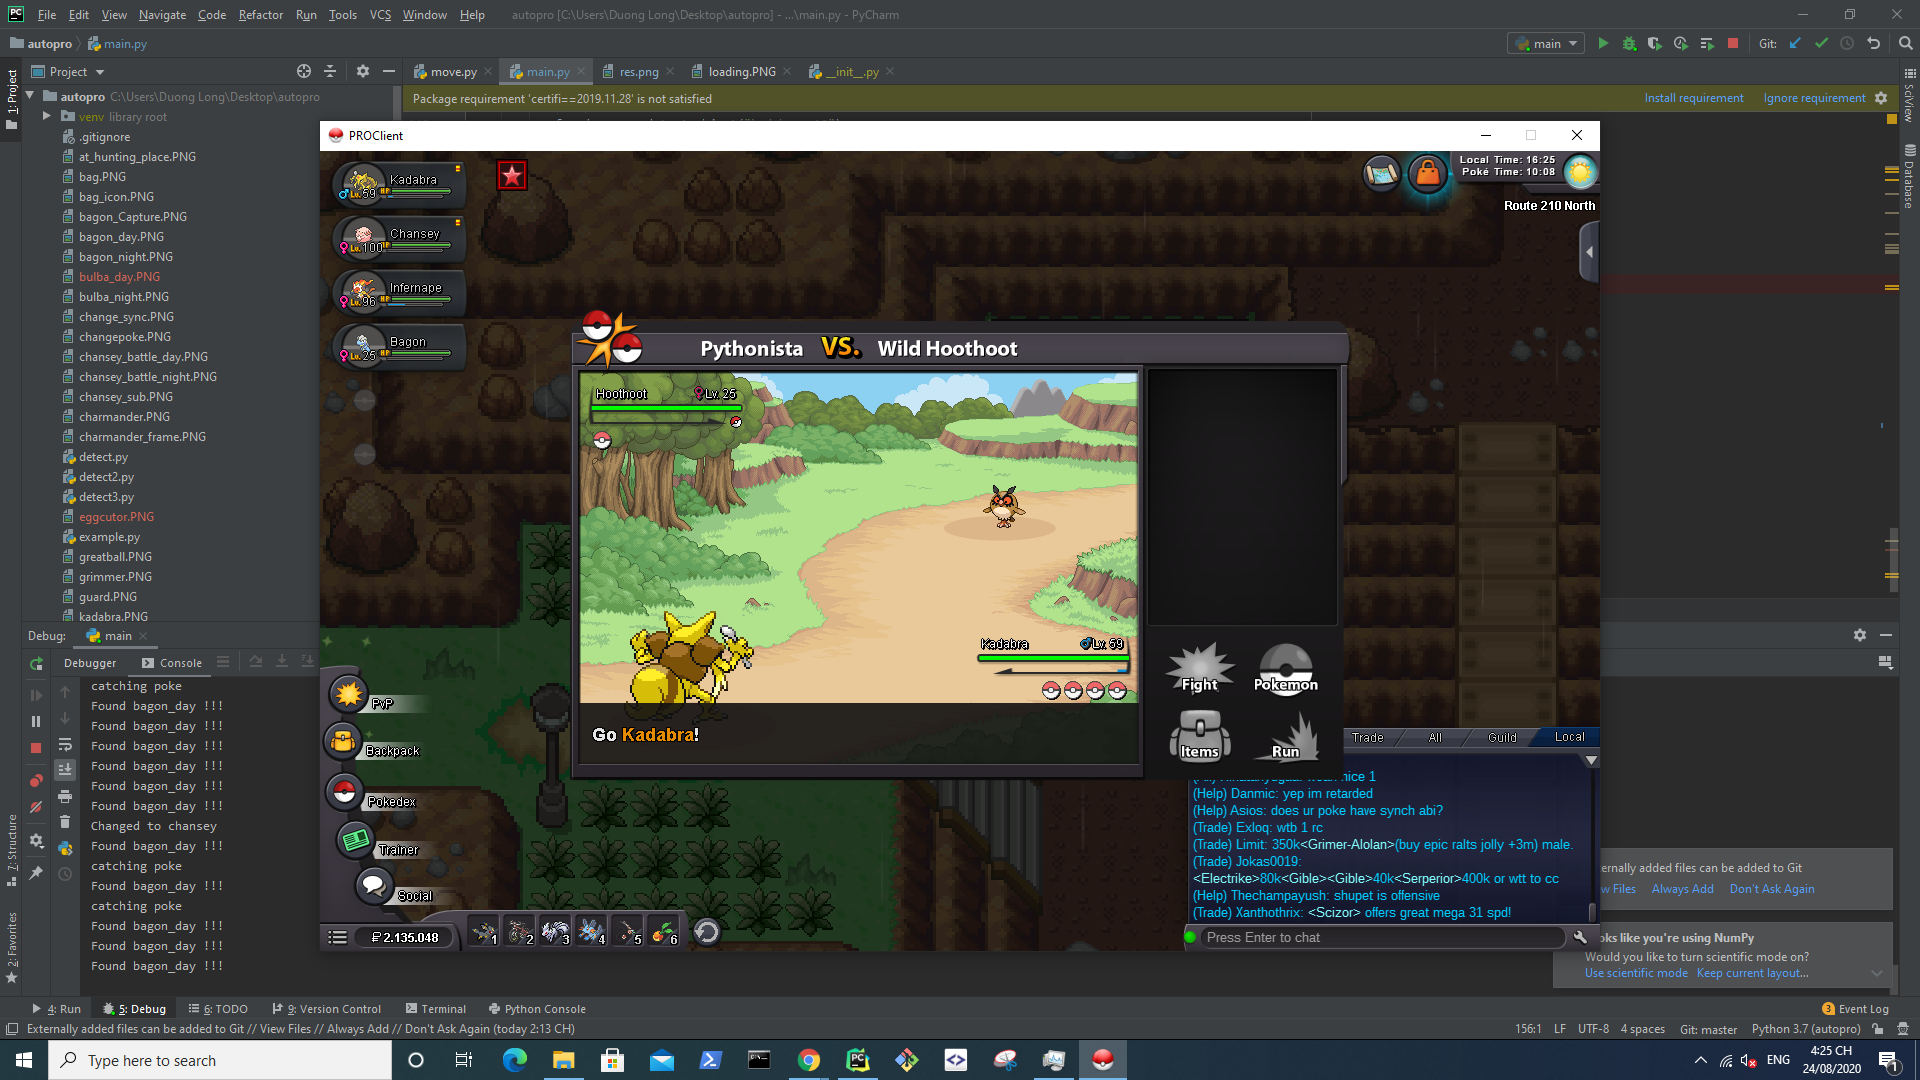 File Edit View Navigate Code Refactor Run Tools VCS Window Help autopro [C:\Users\Duong Long\Desktop\autopro] - ...\main.py - PyCharm
autopro main.py
main Git:
Project move.py main.py res.png loading.PNG __init__.py
1: Project
SciView
Database
Package requirement 'certifi==2019.11.28' is not satisfied Install requirement Ignore requirement
autopro C:\Users\Duong Long\Desktop\autopro
venv library root
.gitignore
at_hunting_place.PNG
bag.PNG
bag_icon.PNG
bagon_Capture.PNG
bagon_day.PNG
bagon_night.PNG
bulba_day.PNG
bulba_night.PNG
change_sync.PNG
changepoke.PNG
chansey_battle_day.PNG
chansey_battle_night.PNG
chansey_sub.PNG
charmander.PNG
charmander_frame.PNG
detect.py
detect2.py
detect3.py
eggcutor.PNG
example.py
greatball.PNG
grimmer.PNG
guard.PNG
kadabra.PNG
PROClient
Kadabra
Lv.59 HP
Chansey
Lv.100 HP
Infernape
Lv.96 HP
Bagon
Lv.25 HP
Local Time: 16:25
Poké Time: 10:08
Route 210 North
Pythonista VS. Wild Hoothoot
Hoothoot Lv. 25
Kadabra Lv. 59
Go Kadabra!
Fight Pokemon
Items Run
PvP
Backpack
Pokedex
Trainer
Social
₽ 2.135.048
1 2 3 4 5 6
Trade All Guild Local
nice 1
(Help) Danmic: yep im retarded
(Help) Asios: does ur poke have synch abi?
(Trade) Exloq: wtb 1 rc
(Trade) Limit: 350k<Grimer-Alolan>(buy epic ralts jolly +3m) male.
(Trade) Jokas0019:
<Electrike>80k<Gible><Gible>40k<Serperior>400k or wtt to cc
(Help) Thechampayush: shupet is offensive
(Trade) Xanthothrix: <Scizor> offers great mega 31 spd!
Press Enter to chat
Debug: main
Debugger Console
catching poke
Found bagon_day !!!
Found bagon_day !!!
Found bagon_day !!!
Found bagon_day !!!
Found bagon_day !!!
Found bagon_day !!!
Changed to chansey
Found bagon_day !!!
catching poke
Found bagon_day !!!
catching poke
Found bagon_day !!!
Found bagon_day !!!
Found bagon_day !!!
7: Structure
2: Favorites
ernally added files can be added to Git
ew Files Always Add Don't Ask Again
oks like you're using NumPy
Would you like to turn scientific mode on?
Use scientific mode Keep current layout...
4: Run 5: Debug 6: TODO 9: Version Control Terminal Python Console 3 Event Log
Externally added files can be added to Git // View Files // Always Add // Don't Ask Again (today 2:13 CH) 156:1 LF UTF-8 4 spaces Git: master Python 3.7 (autopro)
Type here to search
ENG
4:25 CH
24/08/2020
1